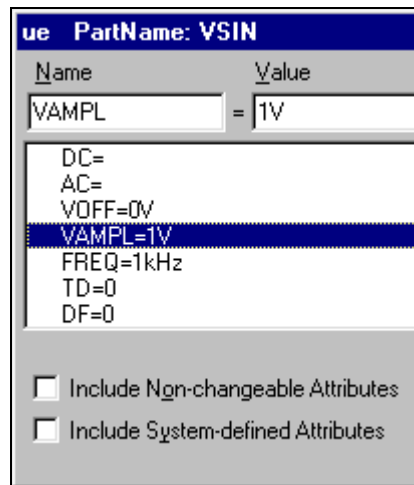 ue PartName: VSIN
Name Value
VAMPL = 1V
DC=
AC=
VOFF=0V
VAMPL=1V
FREQ=1kHz
TD=0
DF=0
Include Non-changeable Attributes
Include System-defined Attributes